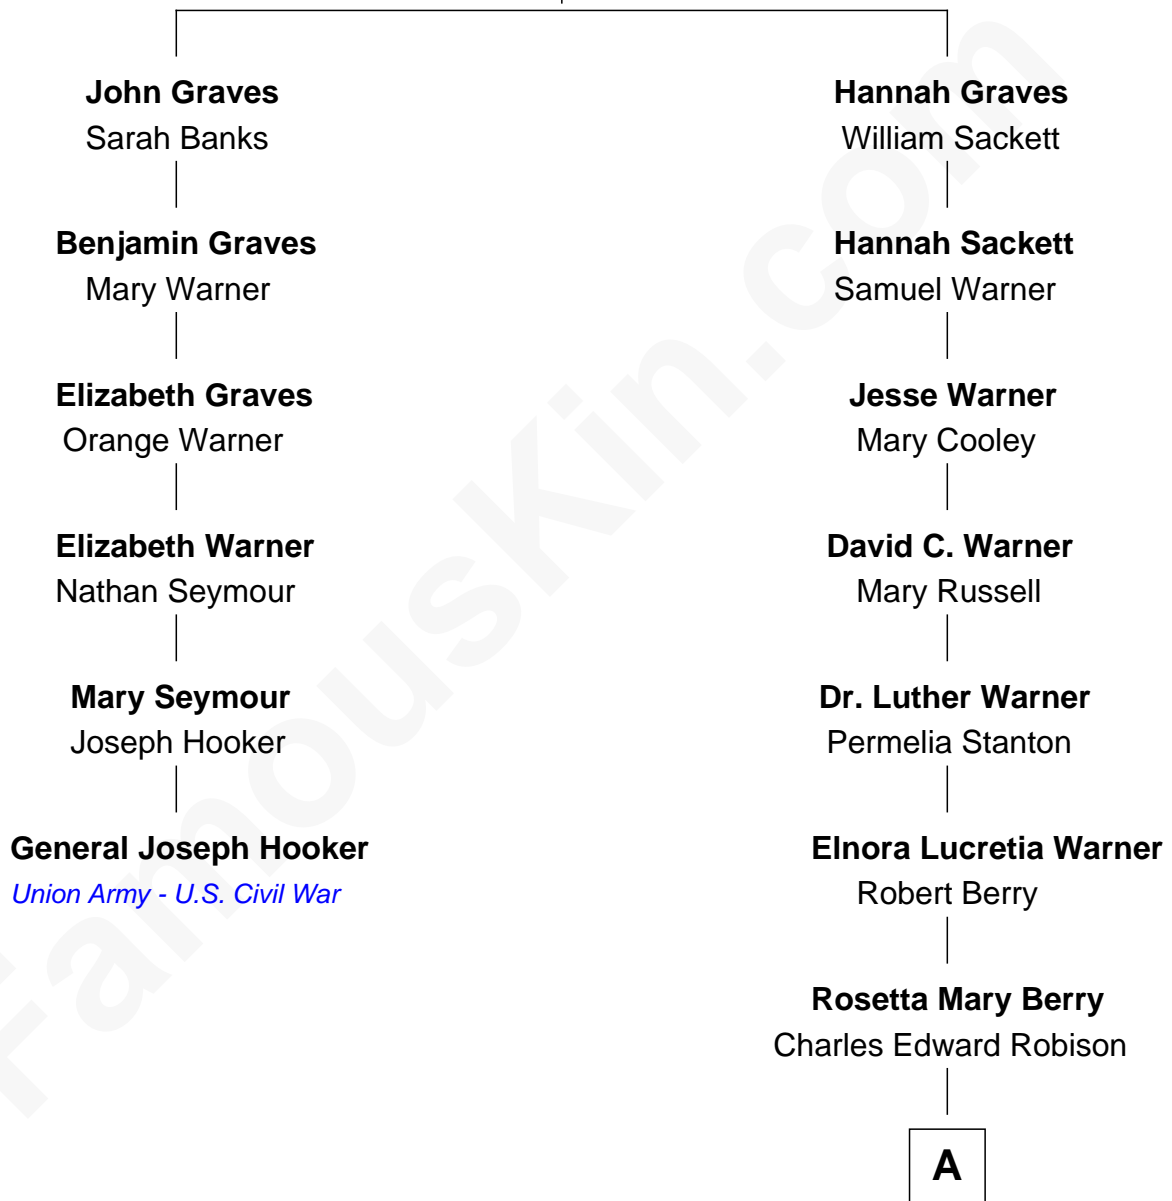 John Graves
Sarah Banks
Benjamin Graves
Mary Warner
Elizabeth Graves
Orange Warner
Elizabeth Warner
Nathan Seymour
Mary Seymour
Joseph Hooker
General Joseph Hooker
Union Army - U.S. Civil War
Hannah Graves
William Sackett
Hannah Sackett
Samuel Warner
Jesse Warner
Mary Cooley
David C. Warner
Mary Russell
Dr. Luther Warner
Permelia Stanton
Elnora Lucretia Warner
Robert Berry
Rosetta Mary Berry
Charles Edward Robison
A
FamousKin.com